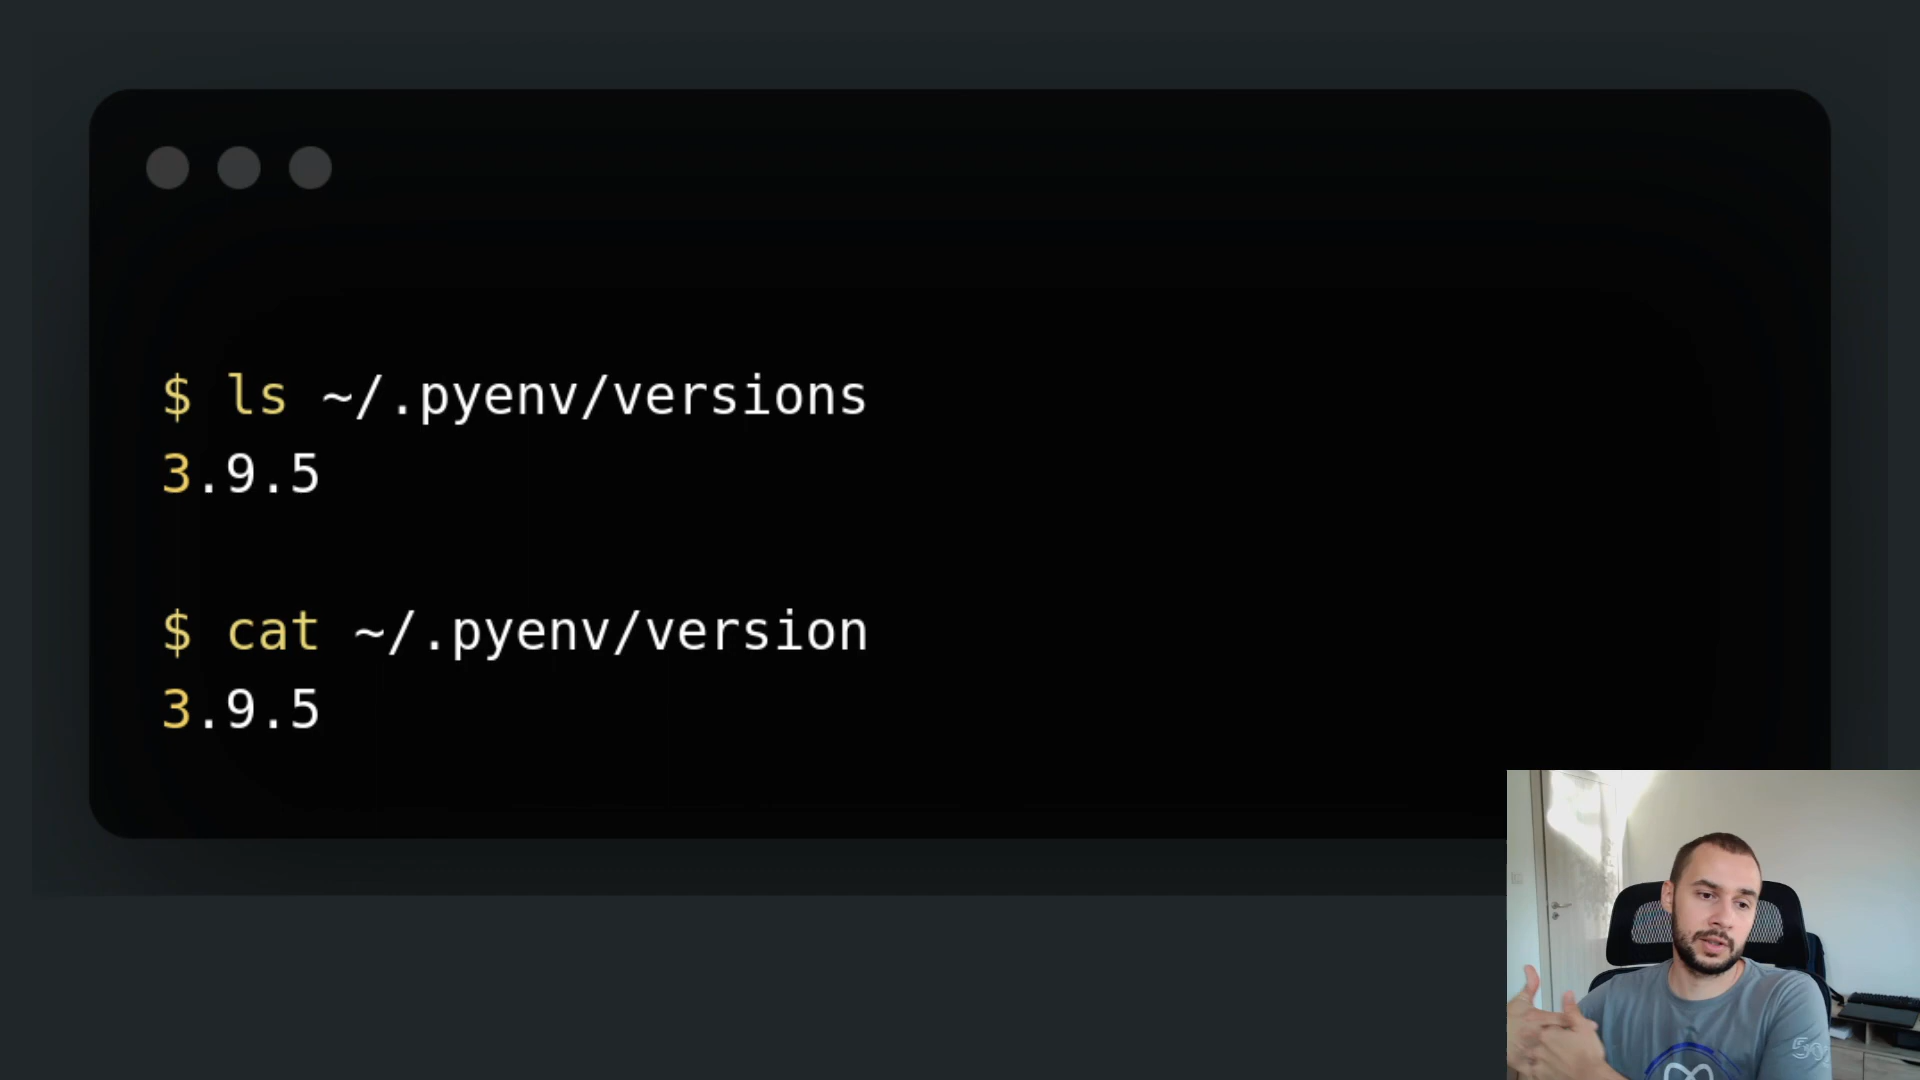 $ ls ~/.pyenv/versions
3.9.5
$ cat ~/.pyenv/version
3.9.5